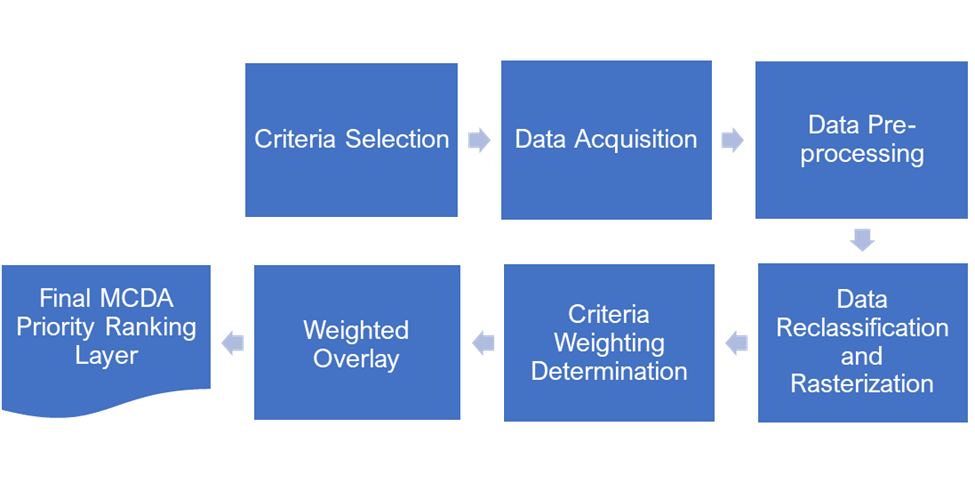 Criteria Selection
Data Acquisition
Data Pre-
processing
Data
Reclassification
and
Rasterization
Criteria
Weighting
Determination
Weighted
Overlay
Final MCDA
Priority Ranking
Layer